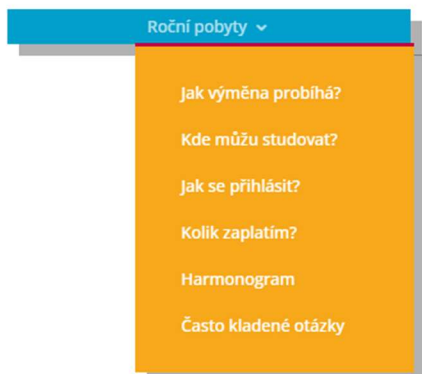 Roční pobyty
Jak výměna probíhá?
Kde můžu studovat?
Jak se přihlásit?
Kolik zaplatím?
Harmonogram
Často kladené otázky